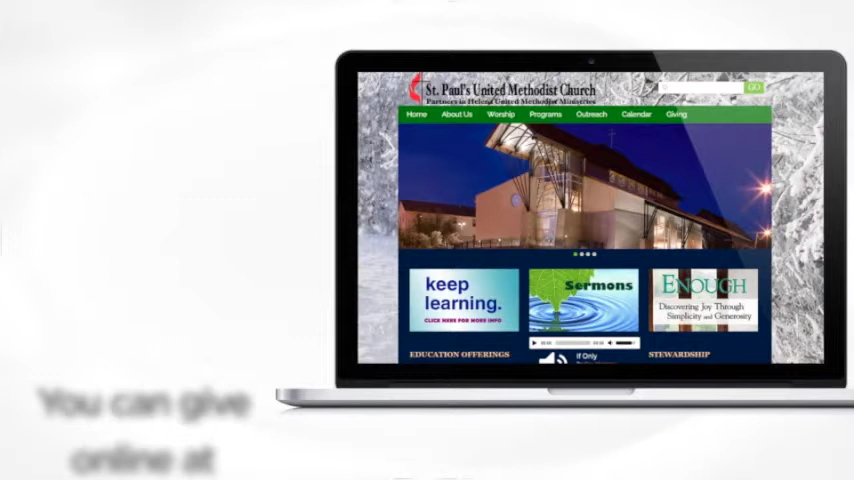 St. Paul's United Methodist Church
Partners in Helena United Methodist Ministries
GO
Home About Us Worship Programs Outreach Calendar Giving
keep
learning.
CLICK HERE FOR MORE INFO
Sermons
ENOUGH
Discovering Joy Through
Simplicity and Generosity
EDUCATION OFFERINGS
If Only
STEWARDSHIP
You can give
online at